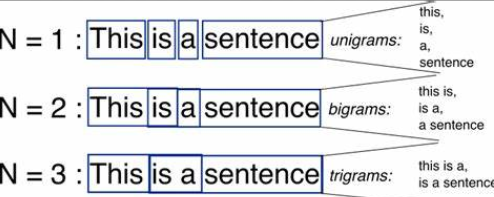 N = 1 : This is a sentence unigrams:
this,
is,
a,
sentence
N = 2 : This is a sentence bigrams:
this is,
is a,
a sentence
N = 3 : This is a sentence trigrams:
this is a,
is a sentence